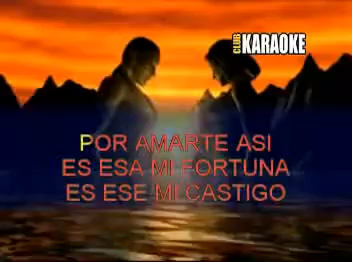 CLUB KARAOKE
POR AMARTE ASI
ES ESA MI FORTUNA
ES ESE MI CASTIGO